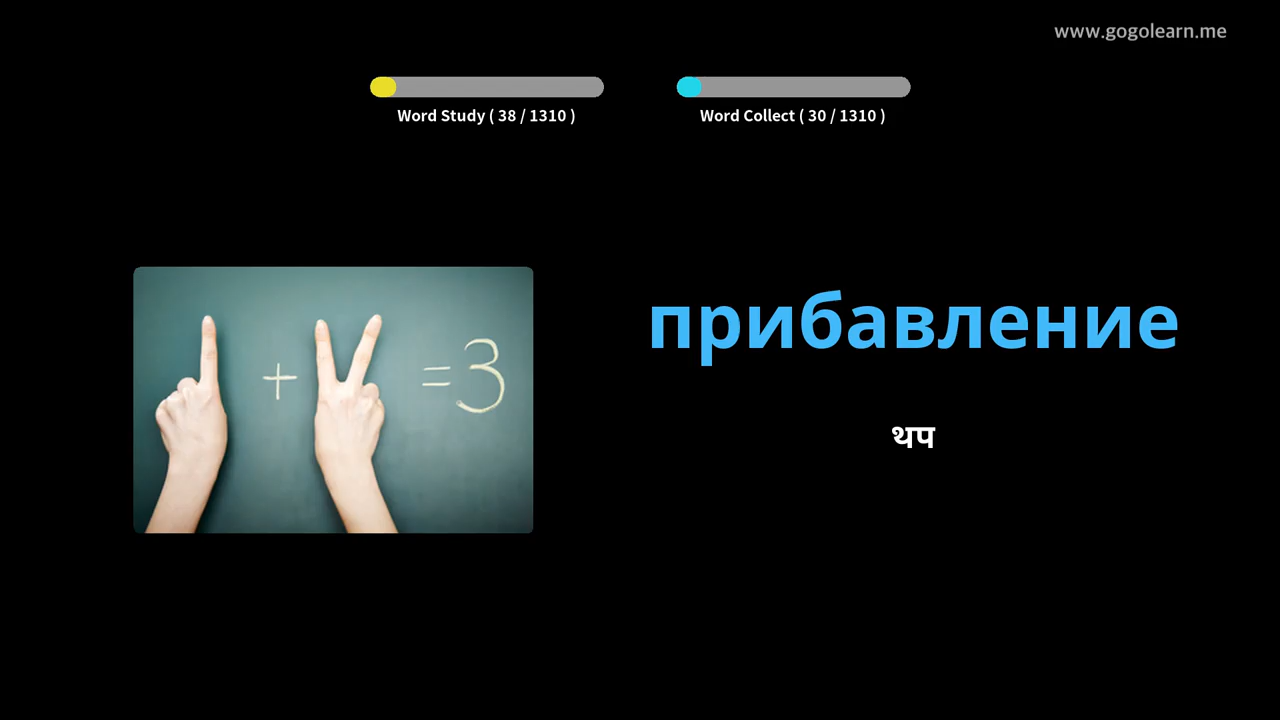 www.gogolearn.me
Word Study ( 38 / 1310 )
Word Collect ( 30 / 1310 )
+ = 3
прибавление
थप